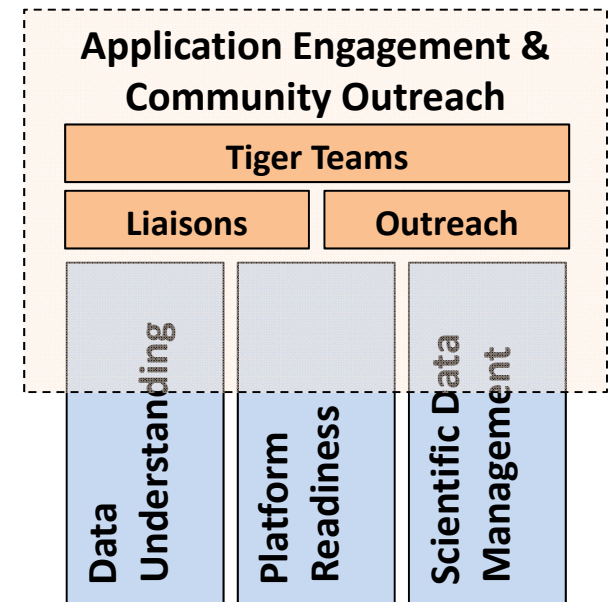 Application Engagement &
Community Outreach
Tiger Teams
Liaisons
Outreach
Data
Understanding
Platform
Readiness
Scientific Data
Management